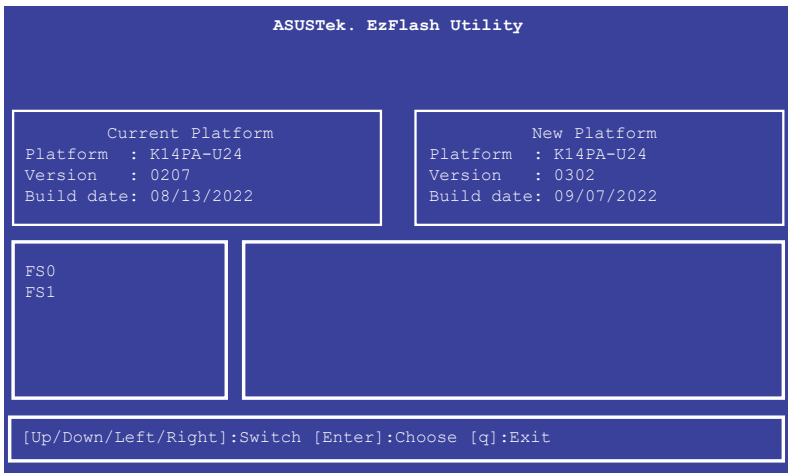 ASUSTek. EzFlash Utility
Current Platform
Platform : K14PA-U24
Version : 0207
Build date: 08/13/2022
New Platform
Platform : K14PA-U24
Version : 0302
Build date: 09/07/2022
FS0
FS1
[Up/Down/Left/Right]:Switch [Enter]:Choose [q]:Exit